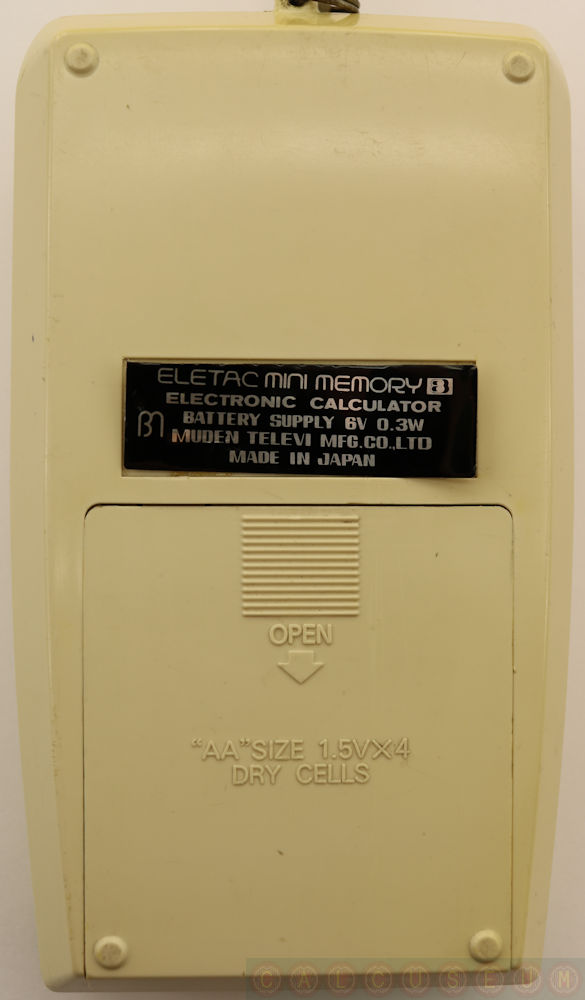 ELETAC MINI MEMORY 8
ELECTRONIC CALCULATOR
BATTERY SUPPLY 6V 0.3W
MUDEN TELEVI MFG.CO.,LTD
MADE IN JAPAN
OPEN
“AA”SIZE 1.5V×4
DRY CELLS
CALCUSEUM